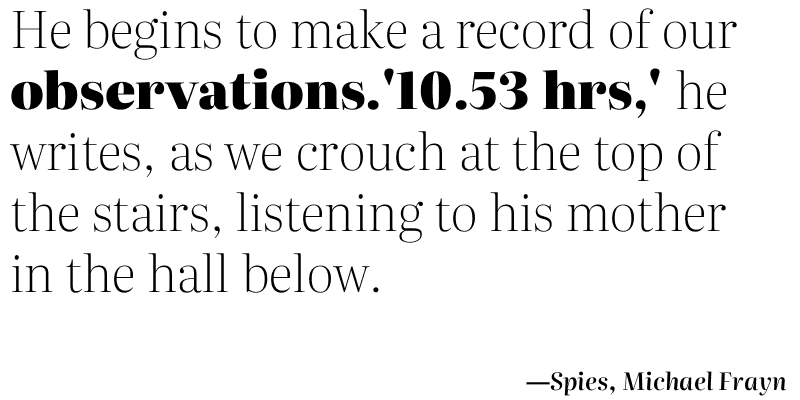 He begins to make a record of our
observations.'10.53 hrs,' he
writes, as we crouch at the top of
the stairs, listening to his mother
in the hall below.
—Spies, Michael Frayn